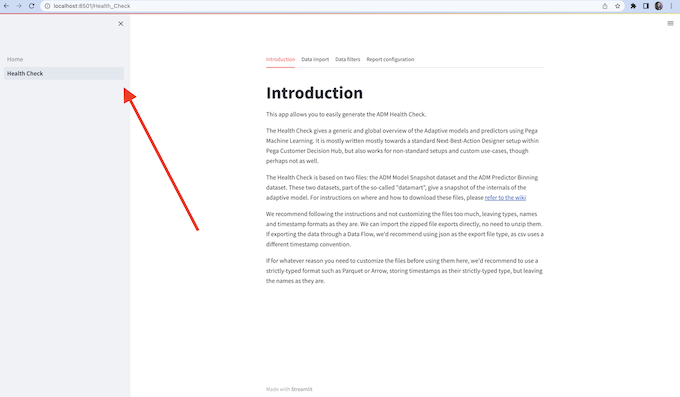 localhost:8501/Health_Check
Home
Health Check
Introduction Data import Data filters Report configuration
Introduction
This app allows you to easily generate the ADM Health Check.
The Health Check gives a generic and global overview of the Adaptive models and predictors using Pega
Machine Learning. It is mostly written mostly towards a standard Next-Best-Action Designer setup within
Pega Customer Decision Hub, but also works for non-standard setups and custom use-cases, though
perhaps not as well.
The Health Check is based on two files: the ADM Model Snapshot dataset and the ADM Predictor Binning
dataset. These two datasets, part of the so-called "datamart", give a snapshot of the internals of the
adaptive model. For instructions on where and how to download these files, please refer to the wiki
We recommend following the instructions and not customizing the files too much, leaving types, names
and timestamp formats as they are. We can import the zipped file exports directly, no need to unzip them.
If exporting the data through a Data Flow, we'd recommend using json as the export file type, as csv uses a
different timestamp convention.
If for whatever reason you need to customize the files before using them here, we'd recommend to use a
strictly-typed format such as Parquet or Arrow, storing timestamps as their strictly-typed type, but leaving
the names as they are.
Made with Streamlit